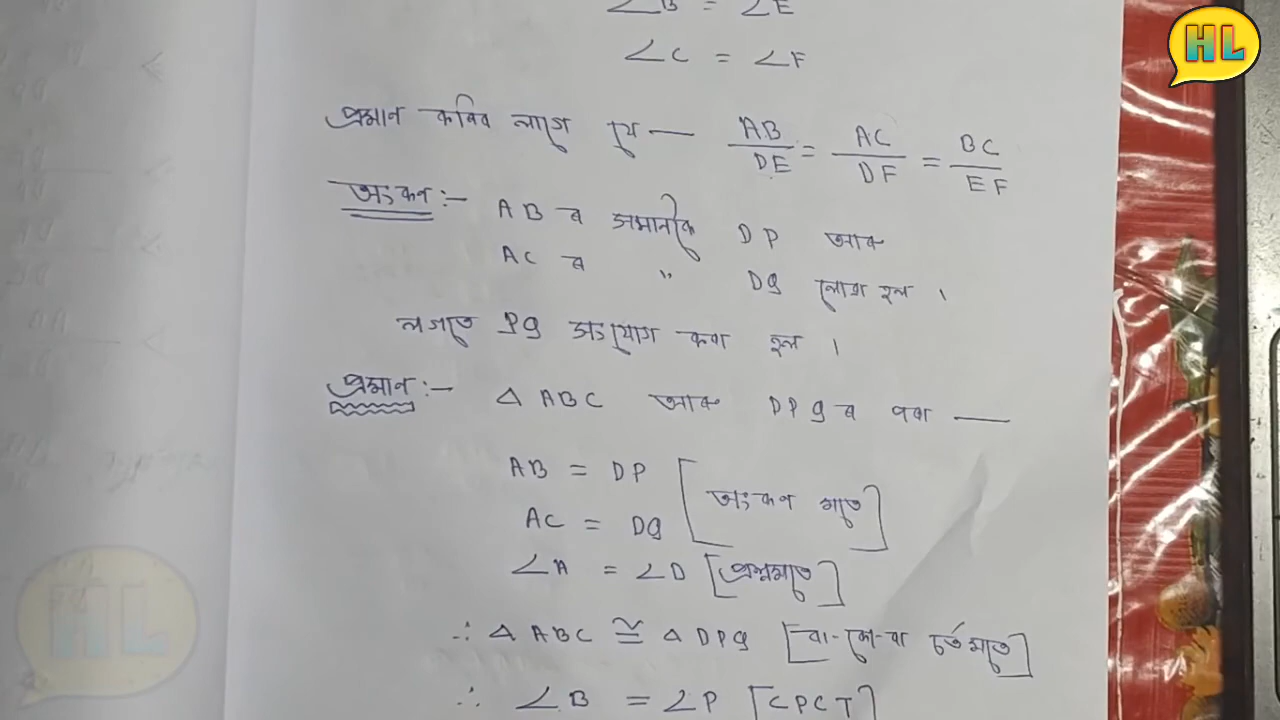 ∠B = ∠E
∠C = ∠F
প্ৰমান কৰিব লাগে যে — AB/DE = AC/DF = BC/EF
অংকন :- AB ৰ সমানকৈ DP আৰু
AC ৰ " DQ লোৱা হল ।
লগতে PQ সংযোগ কৰা হল ।
প্ৰমান :- Δ ABC আৰু DPQ ৰ পৰা —
AB = DP [অংকন মতে]
AC = DQ
∠A = ∠D [প্ৰশ্নমতে]
∴ Δ ABC ≅ Δ DPQ [বা-কো-বা চৰ্তমতে]
∴ ∠B = ∠P [CPCT]
HL
HL